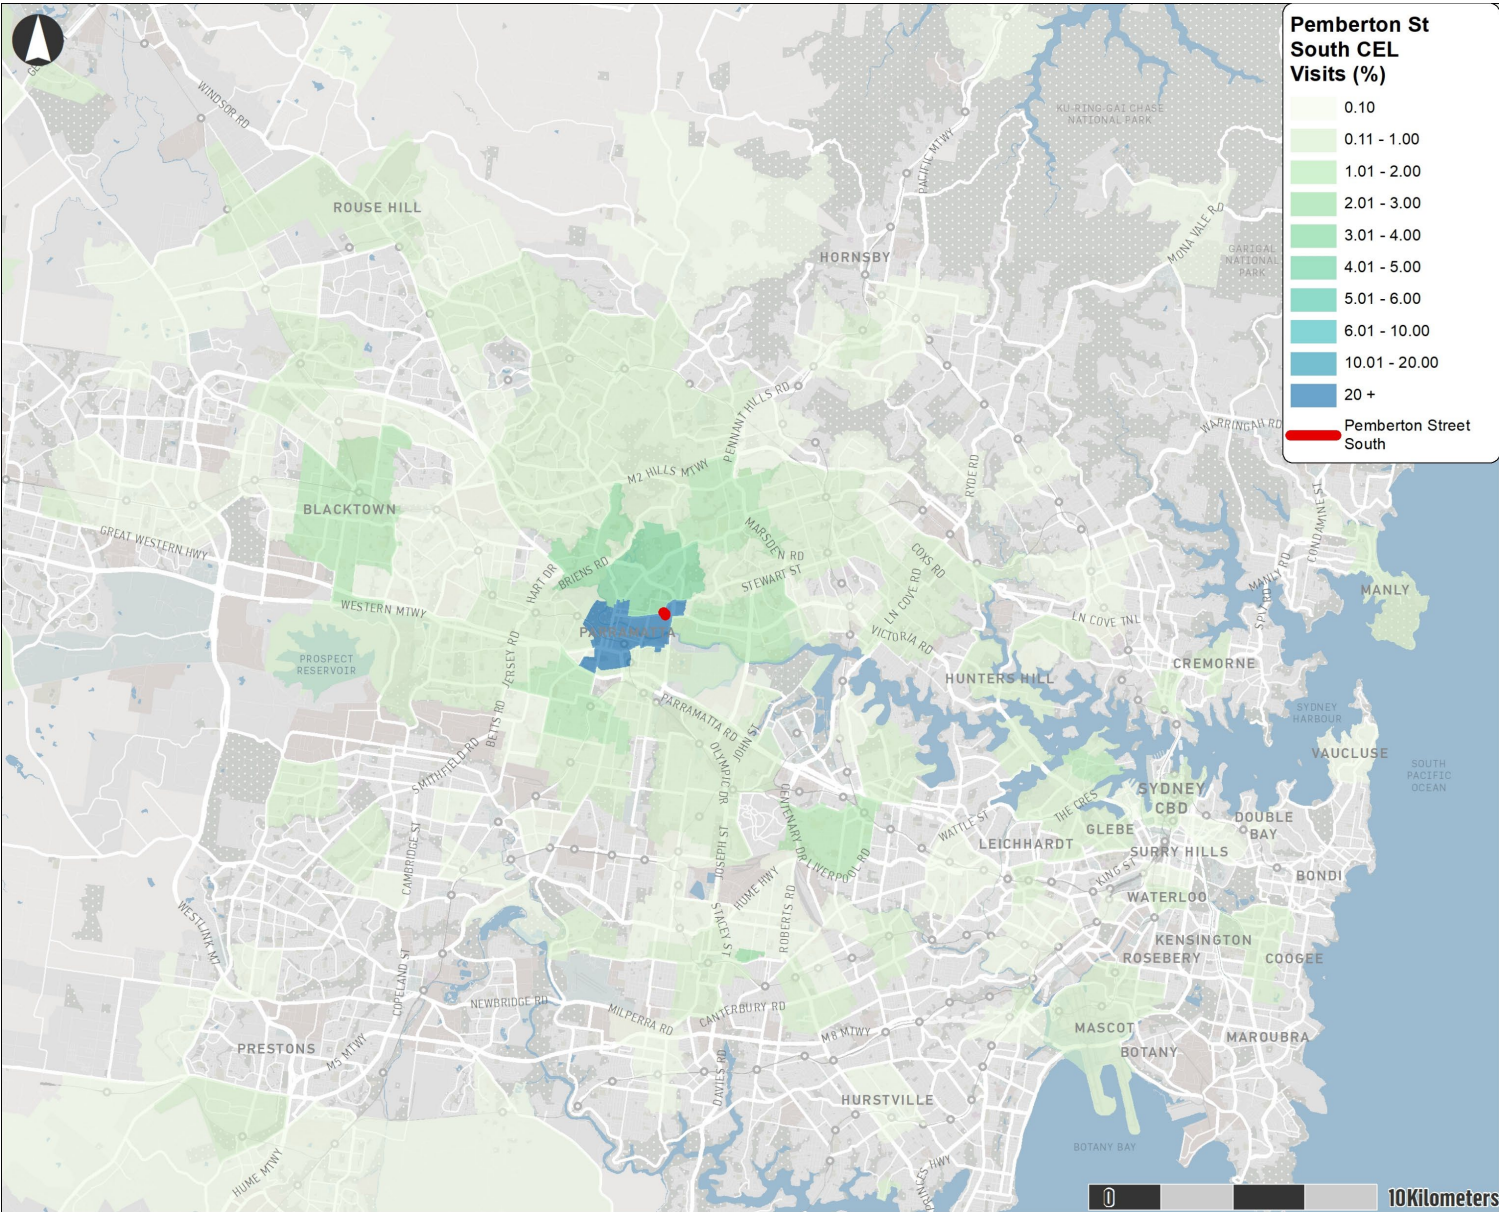 Pemberton St
South CEL
Visits (%)
0.10
0.11 - 1.00
1.01 - 2.00
2.01 - 3.00
3.01 - 4.00
4.01 - 5.00
5.01 - 6.00
6.01 - 10.00
10.01 - 20.00
20 +
Pemberton Street
South
WINDSOR RD
KU-RING-GAI CHASE
NATIONAL PARK
PACIFIC MTWY
ROUSE HILL
MONA VALE RD
HORNSBY
GARIGAL
NATIONAL
PARK
PENNANT HILLS RD
WARRINGAH RD
M2 HILLS MTWY
RYDE RD
BLACKTOWN
CONDAMINE ST
GREAT WESTERN HWY
MARSDEN RD
COXS RD
HART DR
BRIENS RD
STEWART ST
MANLY RD
MANLY
LN COVE RD
SPIT RD
WESTERN MTWY
LN COVE TNL
PARRAMATTA
VICTORIA RD
PROSPECT
RESERVOIR
JERSEY RD
CREMORNE
HUNTERS HILL
BETTS RD
PARRAMATTA RD
SYDNEY
HARBOUR
SMITHFIELD RD
JOHN ST
OLYMPIC DR
VAUCLUSE
SOUTH
PACIFIC
OCEAN
CENTENARY DR
THE CRES
SYDNEY
CBD
DOUBLE
BAY
WATTLE ST
GLEBE
LEICHHARDT
SURRY HILLS
CAMBRIDGE ST
JOSEPH ST
LIVERPOOL RD
KING ST
BONDI
HUME HWY
WATERLOO
ROBERTS RD
WESTLINK M7
STACEY ST
KENSINGTON
ROSEBERY
COOGEE
COPELAND ST
NEWBRIDGE RD
MILPERRA RD
CANTERBURY RD
M8 MTWY
MASCOT
MAROUBRA
PRESTONS
M5 MTWY
BOTANY
DAVIES RD
HURSTVILLE
BOTANY BAY
HUME MTWY
PRINCES HWY
0
10Kilometers